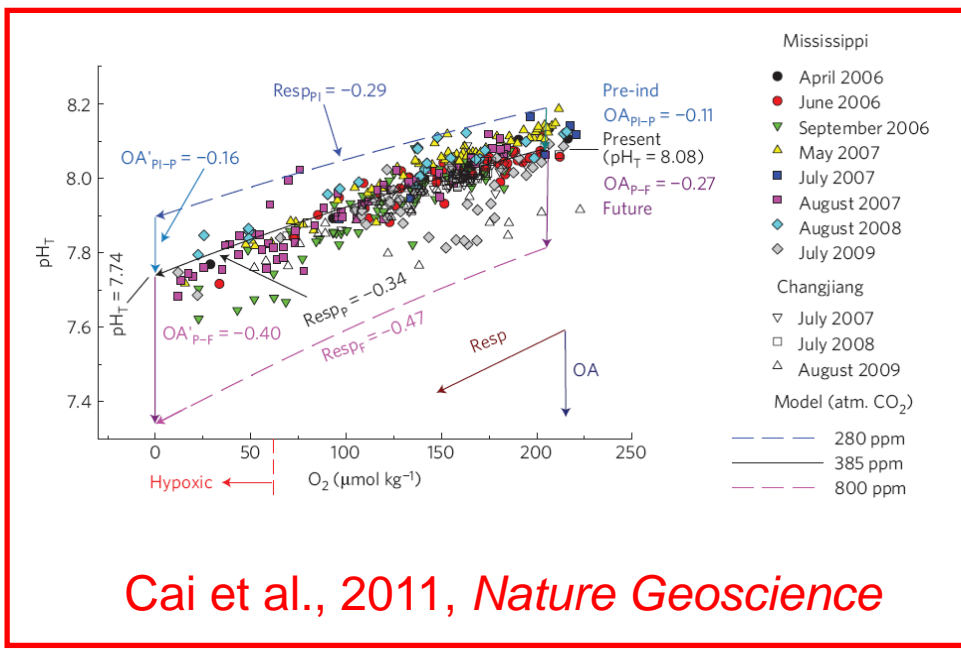 8.2
8.0
7.8
7.6
7.4
pHT
pHT = 7.74
0
50
100
150
200
250
O2 (μmol kg−1)
Hypoxic
RespPI = −0.29
OA'PI–P = −0.16
RespP = −0.34
OA'P–F = −0.40
RespF = −0.47
Resp
OA
Pre-ind
OAPI–P = −0.11
Present
(pHT = 8.08)
OAP–F = −0.27
Future
Mississippi
April 2006
June 2006
September 2006
May 2007
July 2007
August 2007
August 2008
July 2009
Changjiang
July 2007
July 2008
August 2009
Model (atm. CO2)
280 ppm
385 ppm
800 ppm
Cai et al., 2011, Nature Geoscience